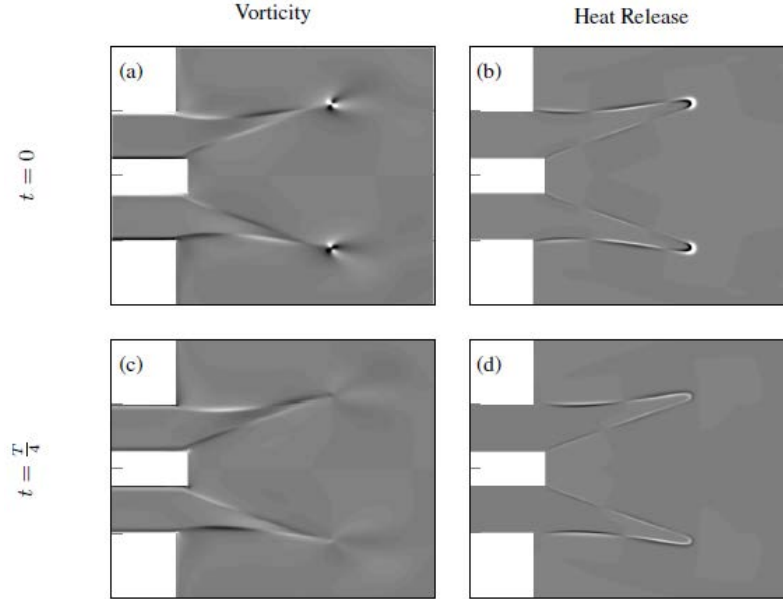 Vorticity
Heat Release
(a)
(b)
t = 0
(c)
(d)
t = T/4